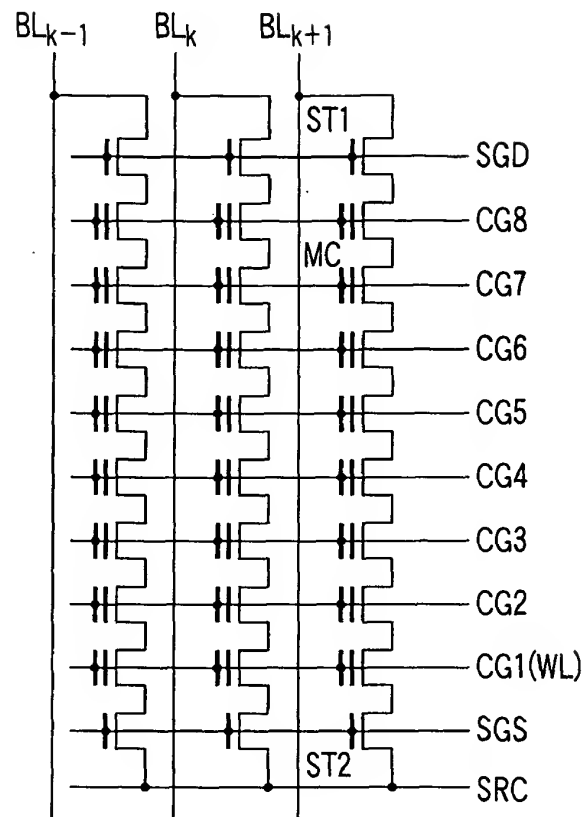 BLk-1 BLk BLk+1
ST1
SGD
CG8
MC
CG7
CG6
CG5
CG4
CG3
CG2
CG1(WL)
SGS
ST2
SRC